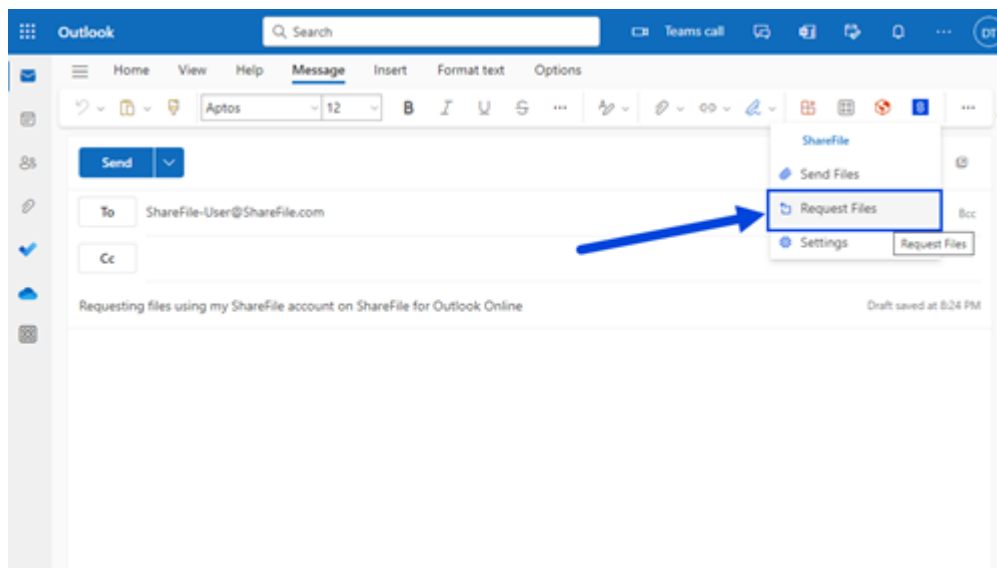 Outlook
Search
Teams call
DT
Home View Help Message Insert Format text Options
Aptos 12 B I U S
ShareFile
Send
Send Files
To ShareFile-User@ShareFile.com
Request Files
Bcc
Cc
Settings
Request Files
Requesting files using my ShareFile account on ShareFile for Outlook Online
Draft saved at 8:24 PM